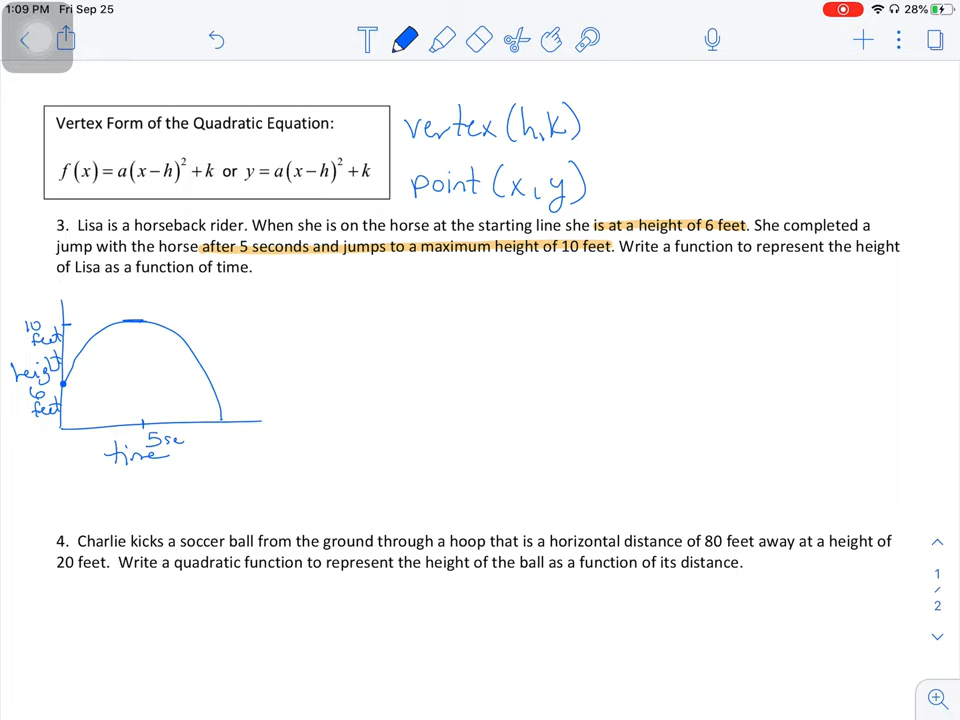 1:09 PM Fri Sep 25
28%
T
Vertex Form of the Quadratic Equation:
vertex (h,k)
f(x) = a(x−h)² + k or y = a(x−h)² + k
point (x,y)
3. Lisa is a horseback rider. When she is on the horse at the starting line she is at a height of 6 feet. She completed a
jump with the horse after 5 seconds and jumps to a maximum height of 10 feet. Write a function to represent the height
of Lisa as a function of time.
10
feet
height
6
feet
5se
time
4. Charlie kicks a soccer ball from the ground through a hoop that is a horizontal distance of 80 feet away at a height of
20 feet. Write a quadratic function to represent the height of the ball as a function of its distance.
1
/
2